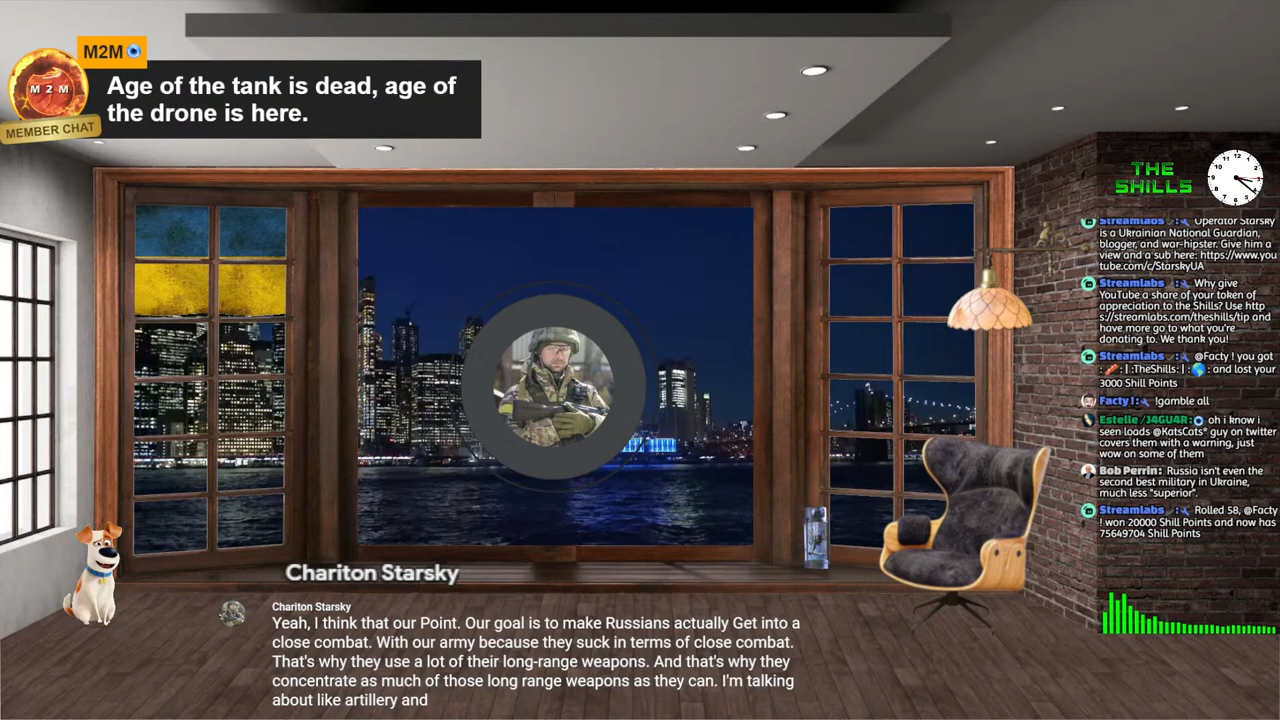 M2M
Age of the tank is dead, age of
the drone is here.
M 2 M
MEMBER CHAT
THE
SHILLS
Streamlabs : Operator Starsky
is a Ukrainian National Guardian,
blogger, and war-hipster. Give him a
view and a sub here: https://www.you
tube.com/c/StarskyUA
Streamlabs : Why give
YouTube a share of your token of
appreciation to the Shills? Use http
s://streamlabs.com/theshills/tip and
have more go to what you're
donating to. We thank you!
Streamlabs : @Facty ! you got
: | :TheShills: | : and lost your
3000 Shill Points
Facty ! : !gamble all
Estelle /J4GU4R: oh i know i
seen loads @KatsCats* guy on twitter
covers them with a warning, just
wow on some of them
Bob Perrin: Russia isn't even the
second best military in Ukraine,
much less "superior".
Streamlabs : Rolled 58, @Facty
! won 20000 Shill Points and now has
75649704 Shill Points
Chariton Starsky
Chariton Starsky
Yeah, I think that our Point. Our goal is to make Russians actually Get into a
close combat. With our army because they suck in terms of close combat.
That's why they use a lot of their long-range weapons. And that's why they
concentrate as much of those long range weapons as they can. I'm talking
about like artillery and